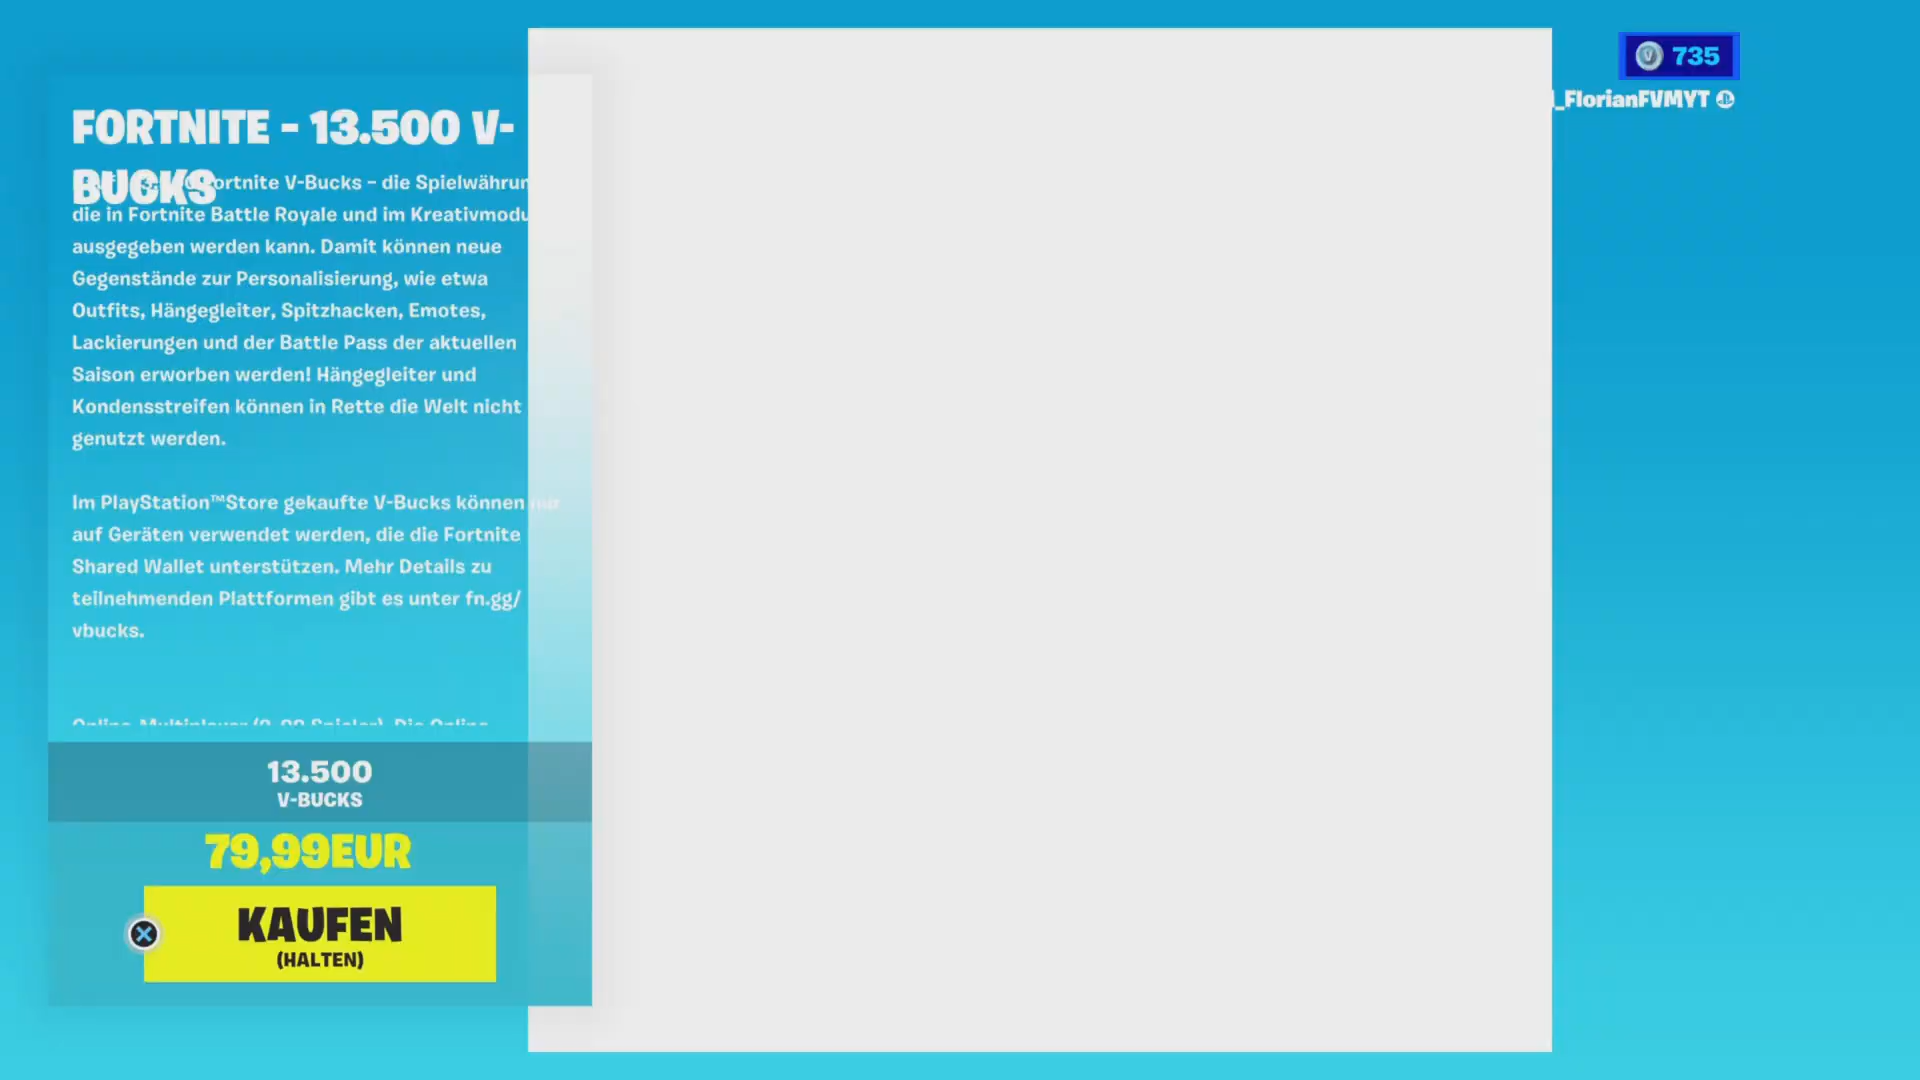 FORTNITE - 13.500 V-
BUCKS
ortnite V-Bucks – die Spielwährun
die in Fortnite Battle Royale und im Kreativmodu
ausgegeben werden kann. Damit können neue
Gegenstände zur Personalisierung, wie etwa
Outfits, Hängegleiter, Spitzhacken, Emotes,
Lackierungen und der Battle Pass der aktuellen
Saison erworben werden! Hängegleiter und
Kondensstreifen können in Rette die Welt nicht
genutzt werden.
Im PlayStation™Store gekaufte V-Bucks können nur
auf Geräten verwendet werden, die die Fortnite
Shared Wallet unterstützen. Mehr Details zu
teilnehmenden Plattformen gibt es unter fn.gg/
vbucks.
13.500
V-BUCKS
79,99EUR
KAUFEN
(HALTEN)
735
_FlorianFVMYT